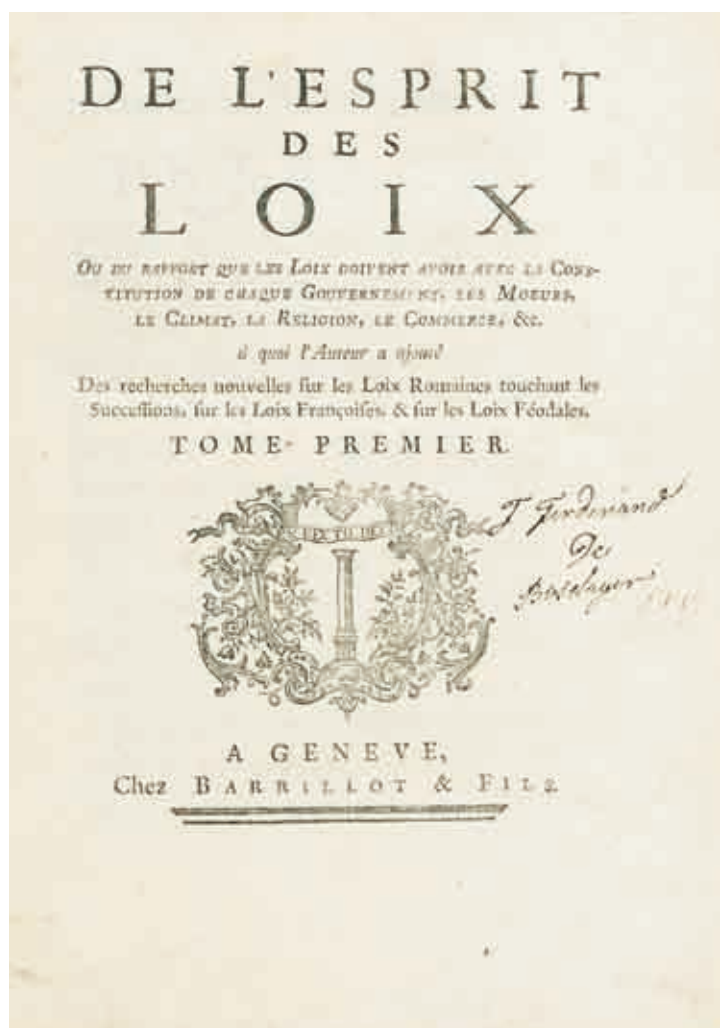 DE L'ESPRIT
DES
LOIX
OU DU RAPPORT QUE LES LOIX DOIVENT AVOIR AVEC LA CONS-
TITUTION DE CHAQUE GOUVERNEMENT, LES MOEURS,
LE CLIMAT, LA RELIGION, LE COMMERCE, &c.
à quoi l'Auteur a ajouté
Des recherches nouvelles sur les Loix Romaines touchant les
Successions, sur les Loix Françoises, & sur les Loix Féodales.
TOME PREMIER.
J Ferdinand
De
A GENEVE,
Chez BARRILLOT & FILS.